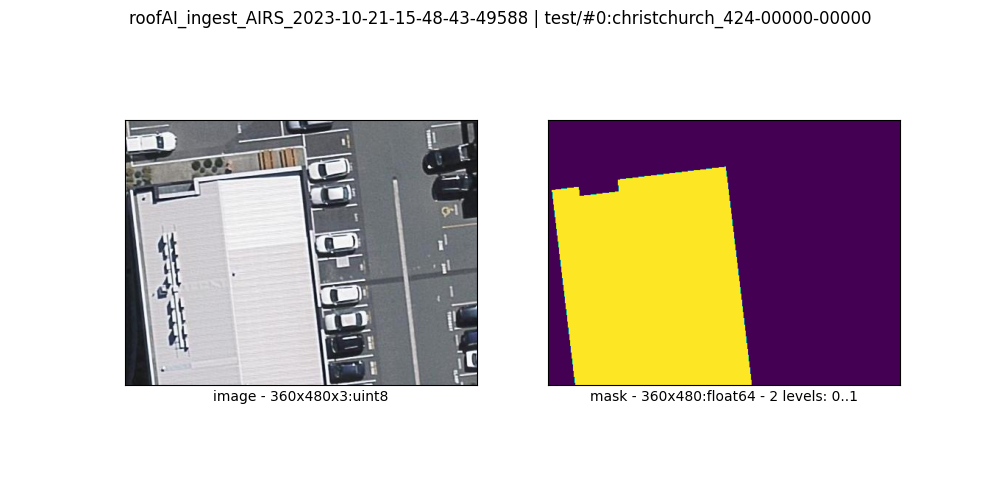 roofAI_ingest_AIRS_2023-10-21-15-48-43-49588 | test/#0:christchurch_424-00000-00000
image - 360x480x3:uint8
mask - 360x480:float64 - 2 levels: 0..1